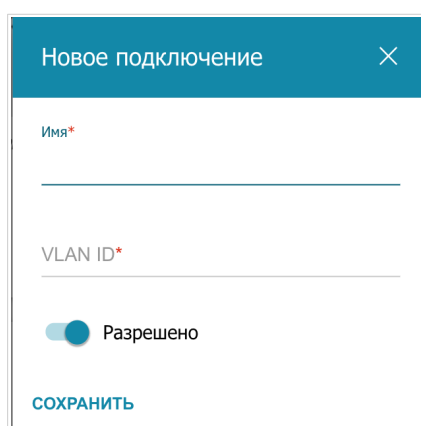 Новое подключение
Имя*
VLAN ID*
Разрешено
СОХРАНИТЬ